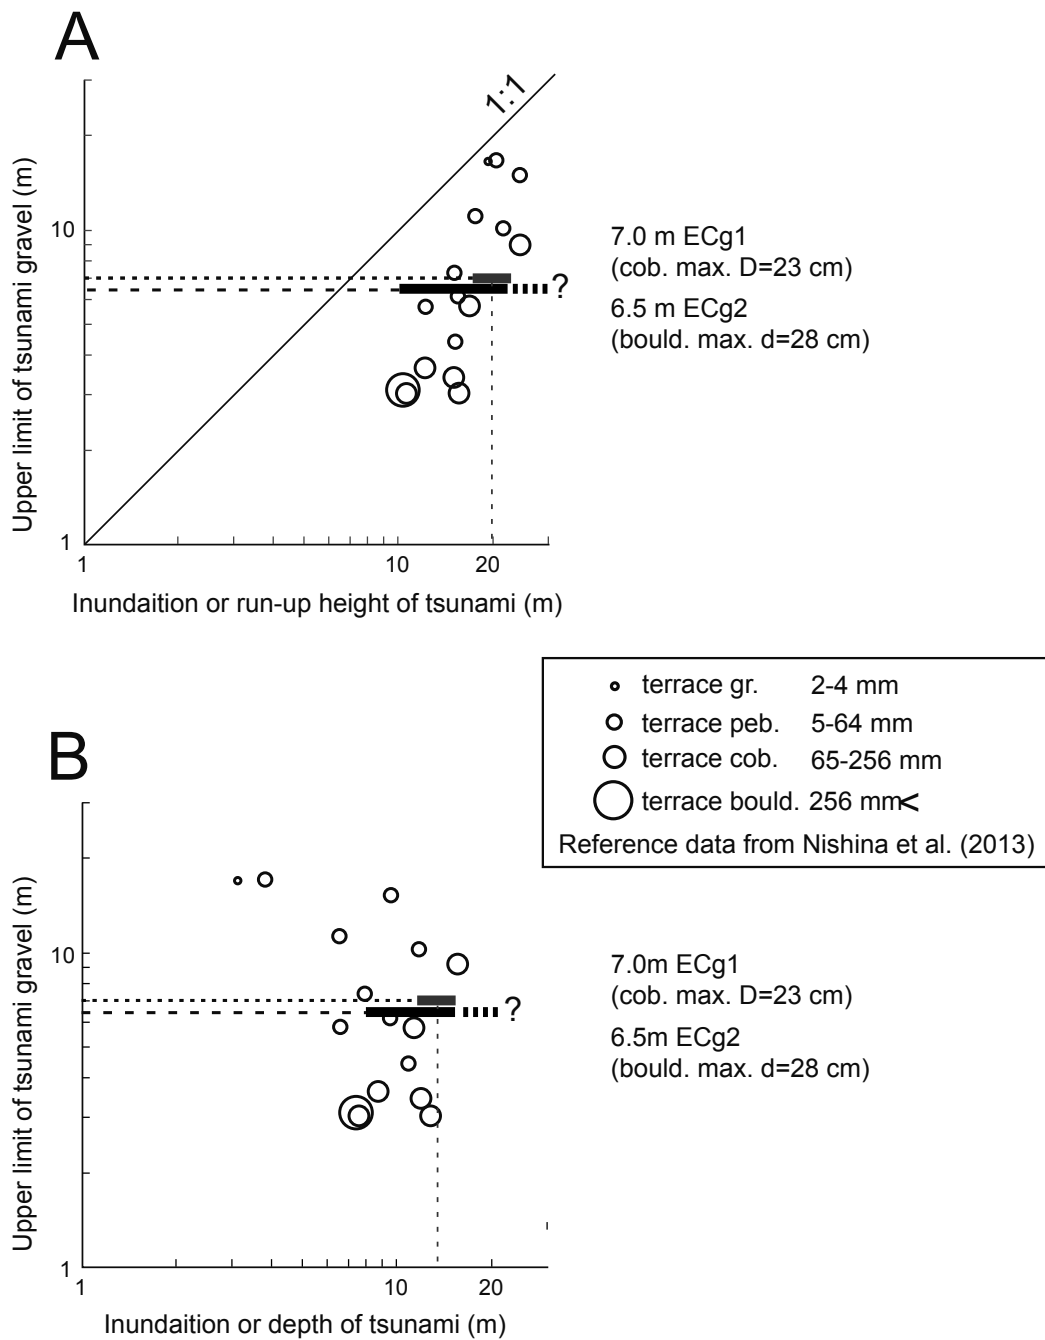 A
1:1
Upper limit of tsunami gravel (m)
10
1
?
7.0 m ECg1
(cob. max. D=23 cm)
6.5 m ECg2
(bould. max. d=28 cm)
1
10
20
Inundaition or run-up height of tsunami (m)
terrace gr. 2-4 mm
terrace peb. 5-64 mm
terrace cob. 65-256 mm
terrace bould. 256 mm<
Reference data from Nishina et al. (2013)
B
Upper limit of tsunami gravel (m)
10
1
?
7.0m ECg1
(cob. max. D=23 cm)
6.5m ECg2
(bould. max. d=28 cm)
1
10
20
Inundaition or depth of tsunami (m)